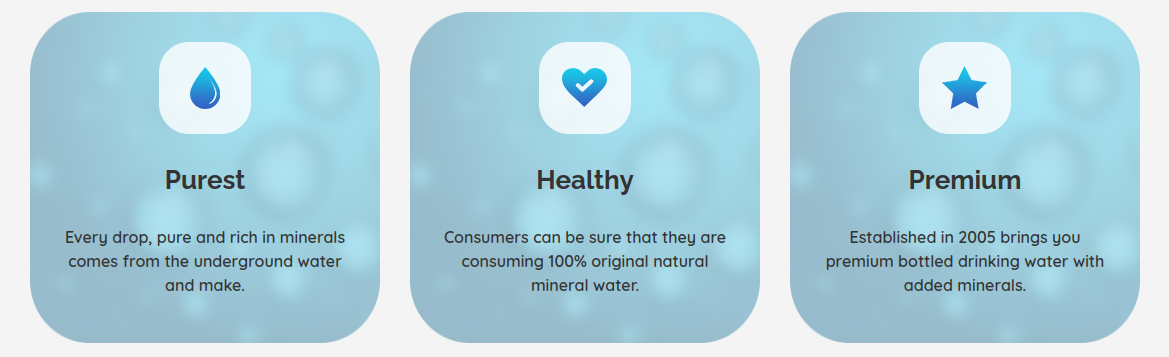 Purest
Every drop, pure and rich in minerals
comes from the underground water
and make.
Healthy
Consumers can be sure that they are
consuming 100% original natural
mineral water.
Premium
Established in 2005 brings you
premium bottled drinking water with
added minerals.